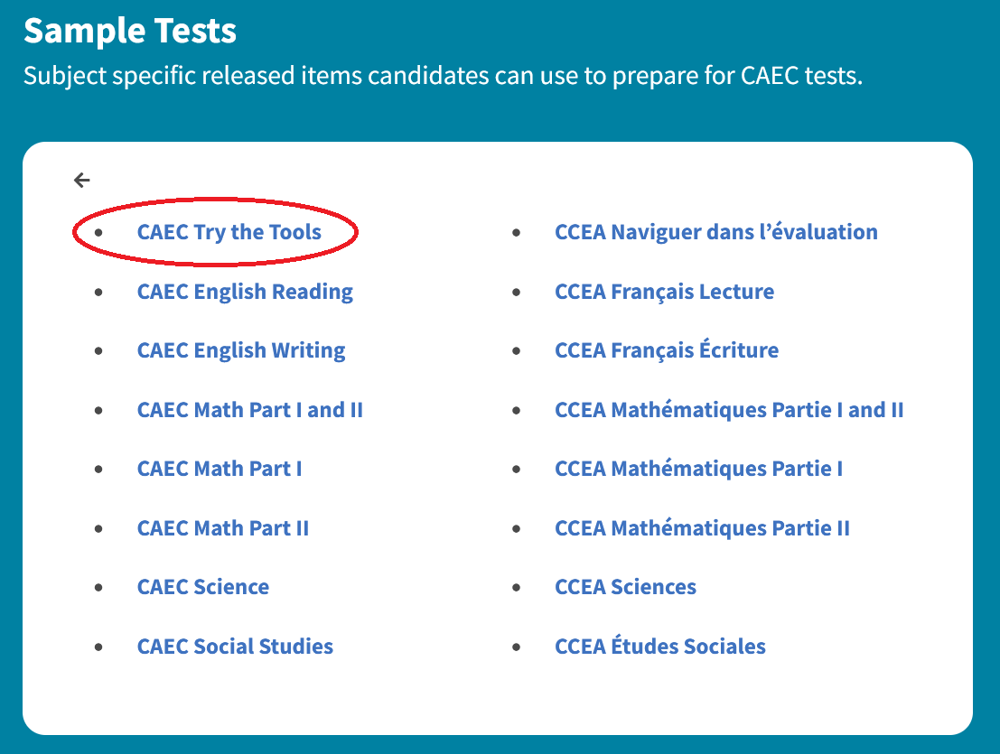 Sample Tests
Subject specific released items candidates can use to prepare for CAEC tests.
CAEC Try the Tools
CAEC English Reading
CAEC English Writing
CAEC Math Part I and II
CAEC Math Part I
CAEC Math Part II
CAEC Science
CAEC Social Studies
CCEA Naviguer dans l’évaluation
CCEA Français Lecture
CCEA Français Écriture
CCEA Mathématiques Partie I and II
CCEA Mathématiques Partie I
CCEA Mathématiques Partie II
CCEA Sciences
CCEA Études Sociales